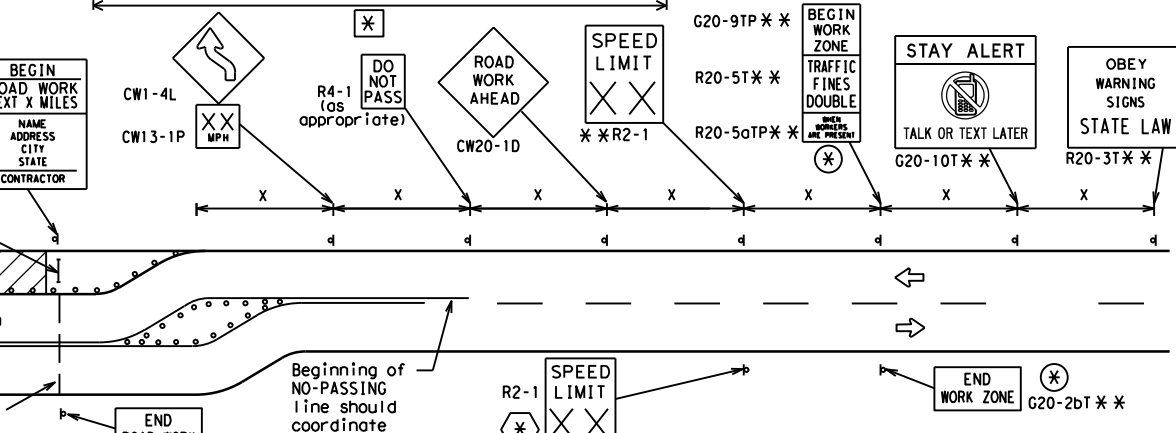 BEGIN
ROAD WORK
NEXT X MILES
NAME
ADDRESS
CITY
STATE
CONTRACTOR
CW1-4L
XX
MPH
CW13-1P
*
R4-1
(as
appropriate)
DO
NOT
PASS
ROAD
WORK
AHEAD
CW20-1D
SPEED
LIMIT
XX
**R2-1
G20-9TP**
BEGIN
WORK
ZONE
R20-5T**
TRAFFIC
FINES
DOUBLE
R20-5aTP**
WHEN
WORKERS
ARE PRESENT
*
STAY ALERT
TALK OR TEXT LATER
G20-10T**
OBEY
WARNING
SIGNS
STATE LAW
R20-3T**
X X X X X X X
Beginning of
NO-PASSING
line should
coordinate
R2-1
*
SPEED
LIMIT
XX
END
WORK ZONE
*
G20-2bT**
END
ROAD WORK